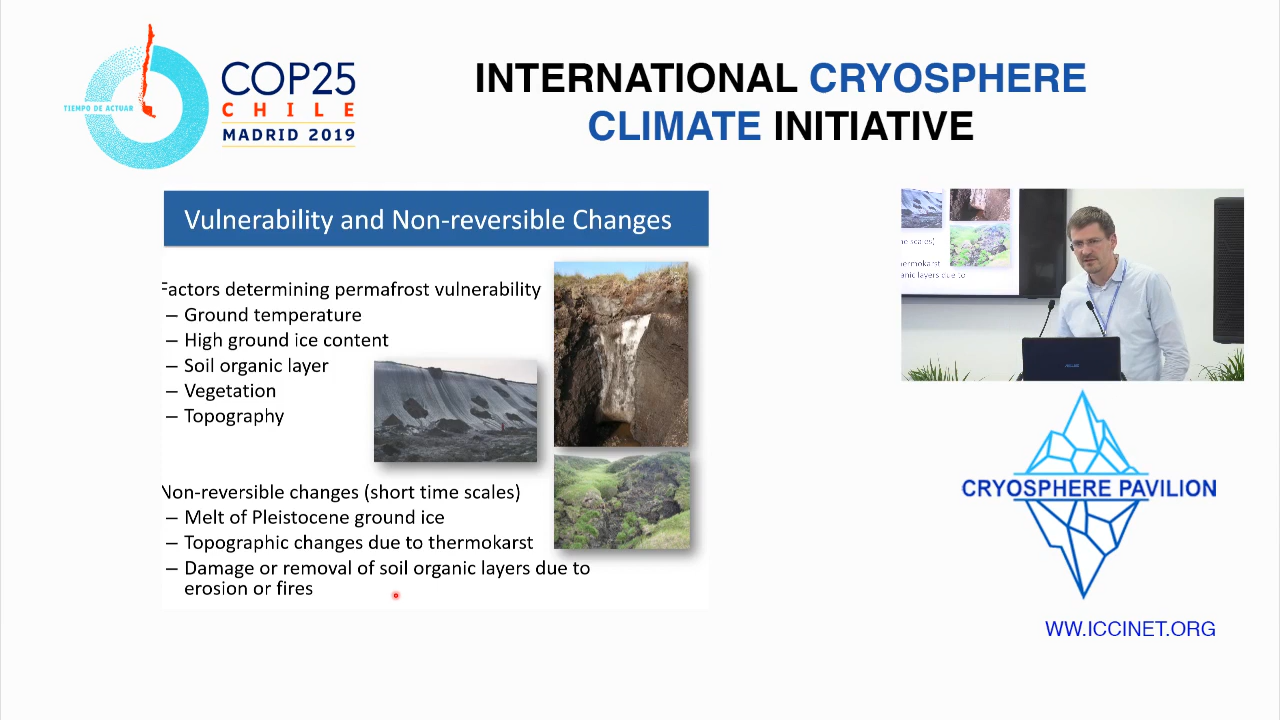 TIEMPO DE ACTUAR
COP25
CHILE
MADRID 2019
INTERNATIONAL CRYOSPHERE
CLIMATE INITIATIVE
Vulnerability and Non-reversible Changes
Factors determining permafrost vulnerability
– Ground temperature
– High ground ice content
– Soil organic layer
– Vegetation
– Topography
Non-reversible changes (short time scales)
– Melt of Pleistocene ground ice
– Topographic changes due to thermokarst
– Damage or removal of soil organic layers due to
erosion or fires
scales)
CRYOSPHERE PAVILION
WW.ICCINET.ORG